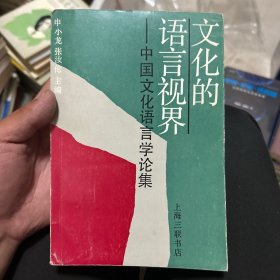 文化的
语言视界
——中国文化语言学论集
申小龙 张汝伦 主编
上海三联书店